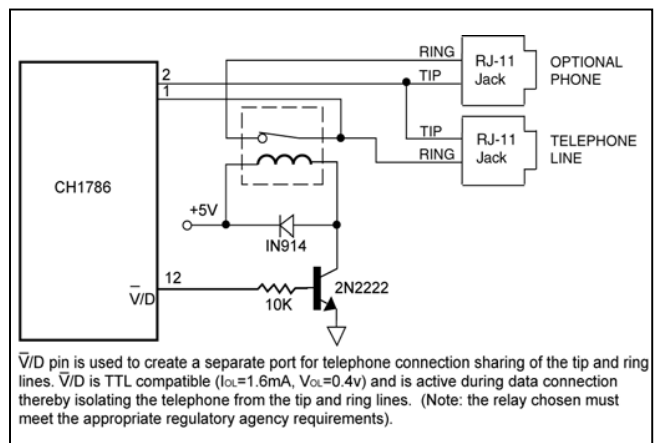 RING
TIP
RJ-11
Jack
OPTIONAL
PHONE
2
1
TIP
RING
RJ-11
Jack
TELEPHONE
LINE
CH1786
+5V
IN914
12
V̅/D
10K
2N2222
V̅/D pin is used to create a separate port for telephone connection sharing of the tip and ring
lines. V̅/D is TTL compatible (IOL=1.6mA, VOL=0.4v) and is active during data connection
thereby isolating the telephone from the tip and ring lines. (Note: the relay chosen must
meet the appropriate regulatory agency requirements).